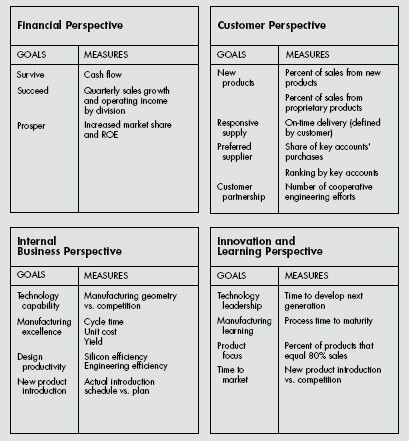 Financial Perspective
GOALS MEASURES
Survive Cash flow
Succeed Quarterly sales growth
and operating income
by division
Prosper Increased market share
and ROE
Customer Perspective
GOALS MEASURES
New Percent of sales from new
products products
Percent of sales from
proprietary products
Responsive On-time delivery (defined
supply by customer)
Preferred Share of key accounts'
supplier purchases
Ranking by key accounts
Customer Number of cooperative
partnership engineering efforts
Internal
Business Perspective
GOALS MEASURES
Technology Manufacturing geometry
capability vs. competition
Manufacturing Cycle time
excellence Unit cost
Yield
Design Silicon efficiency
productivity Engineering efficiency
New product Actual introduction
introduction schedule vs. plan
Innovation and
Learning Perspective
GOALS MEASURES
Technology Time to develop next
leadership generation
Manufacturing Process time to maturity
learning
Product Percent of products that
focus equal 80% sales
Time to New product introduction
market vs. competition